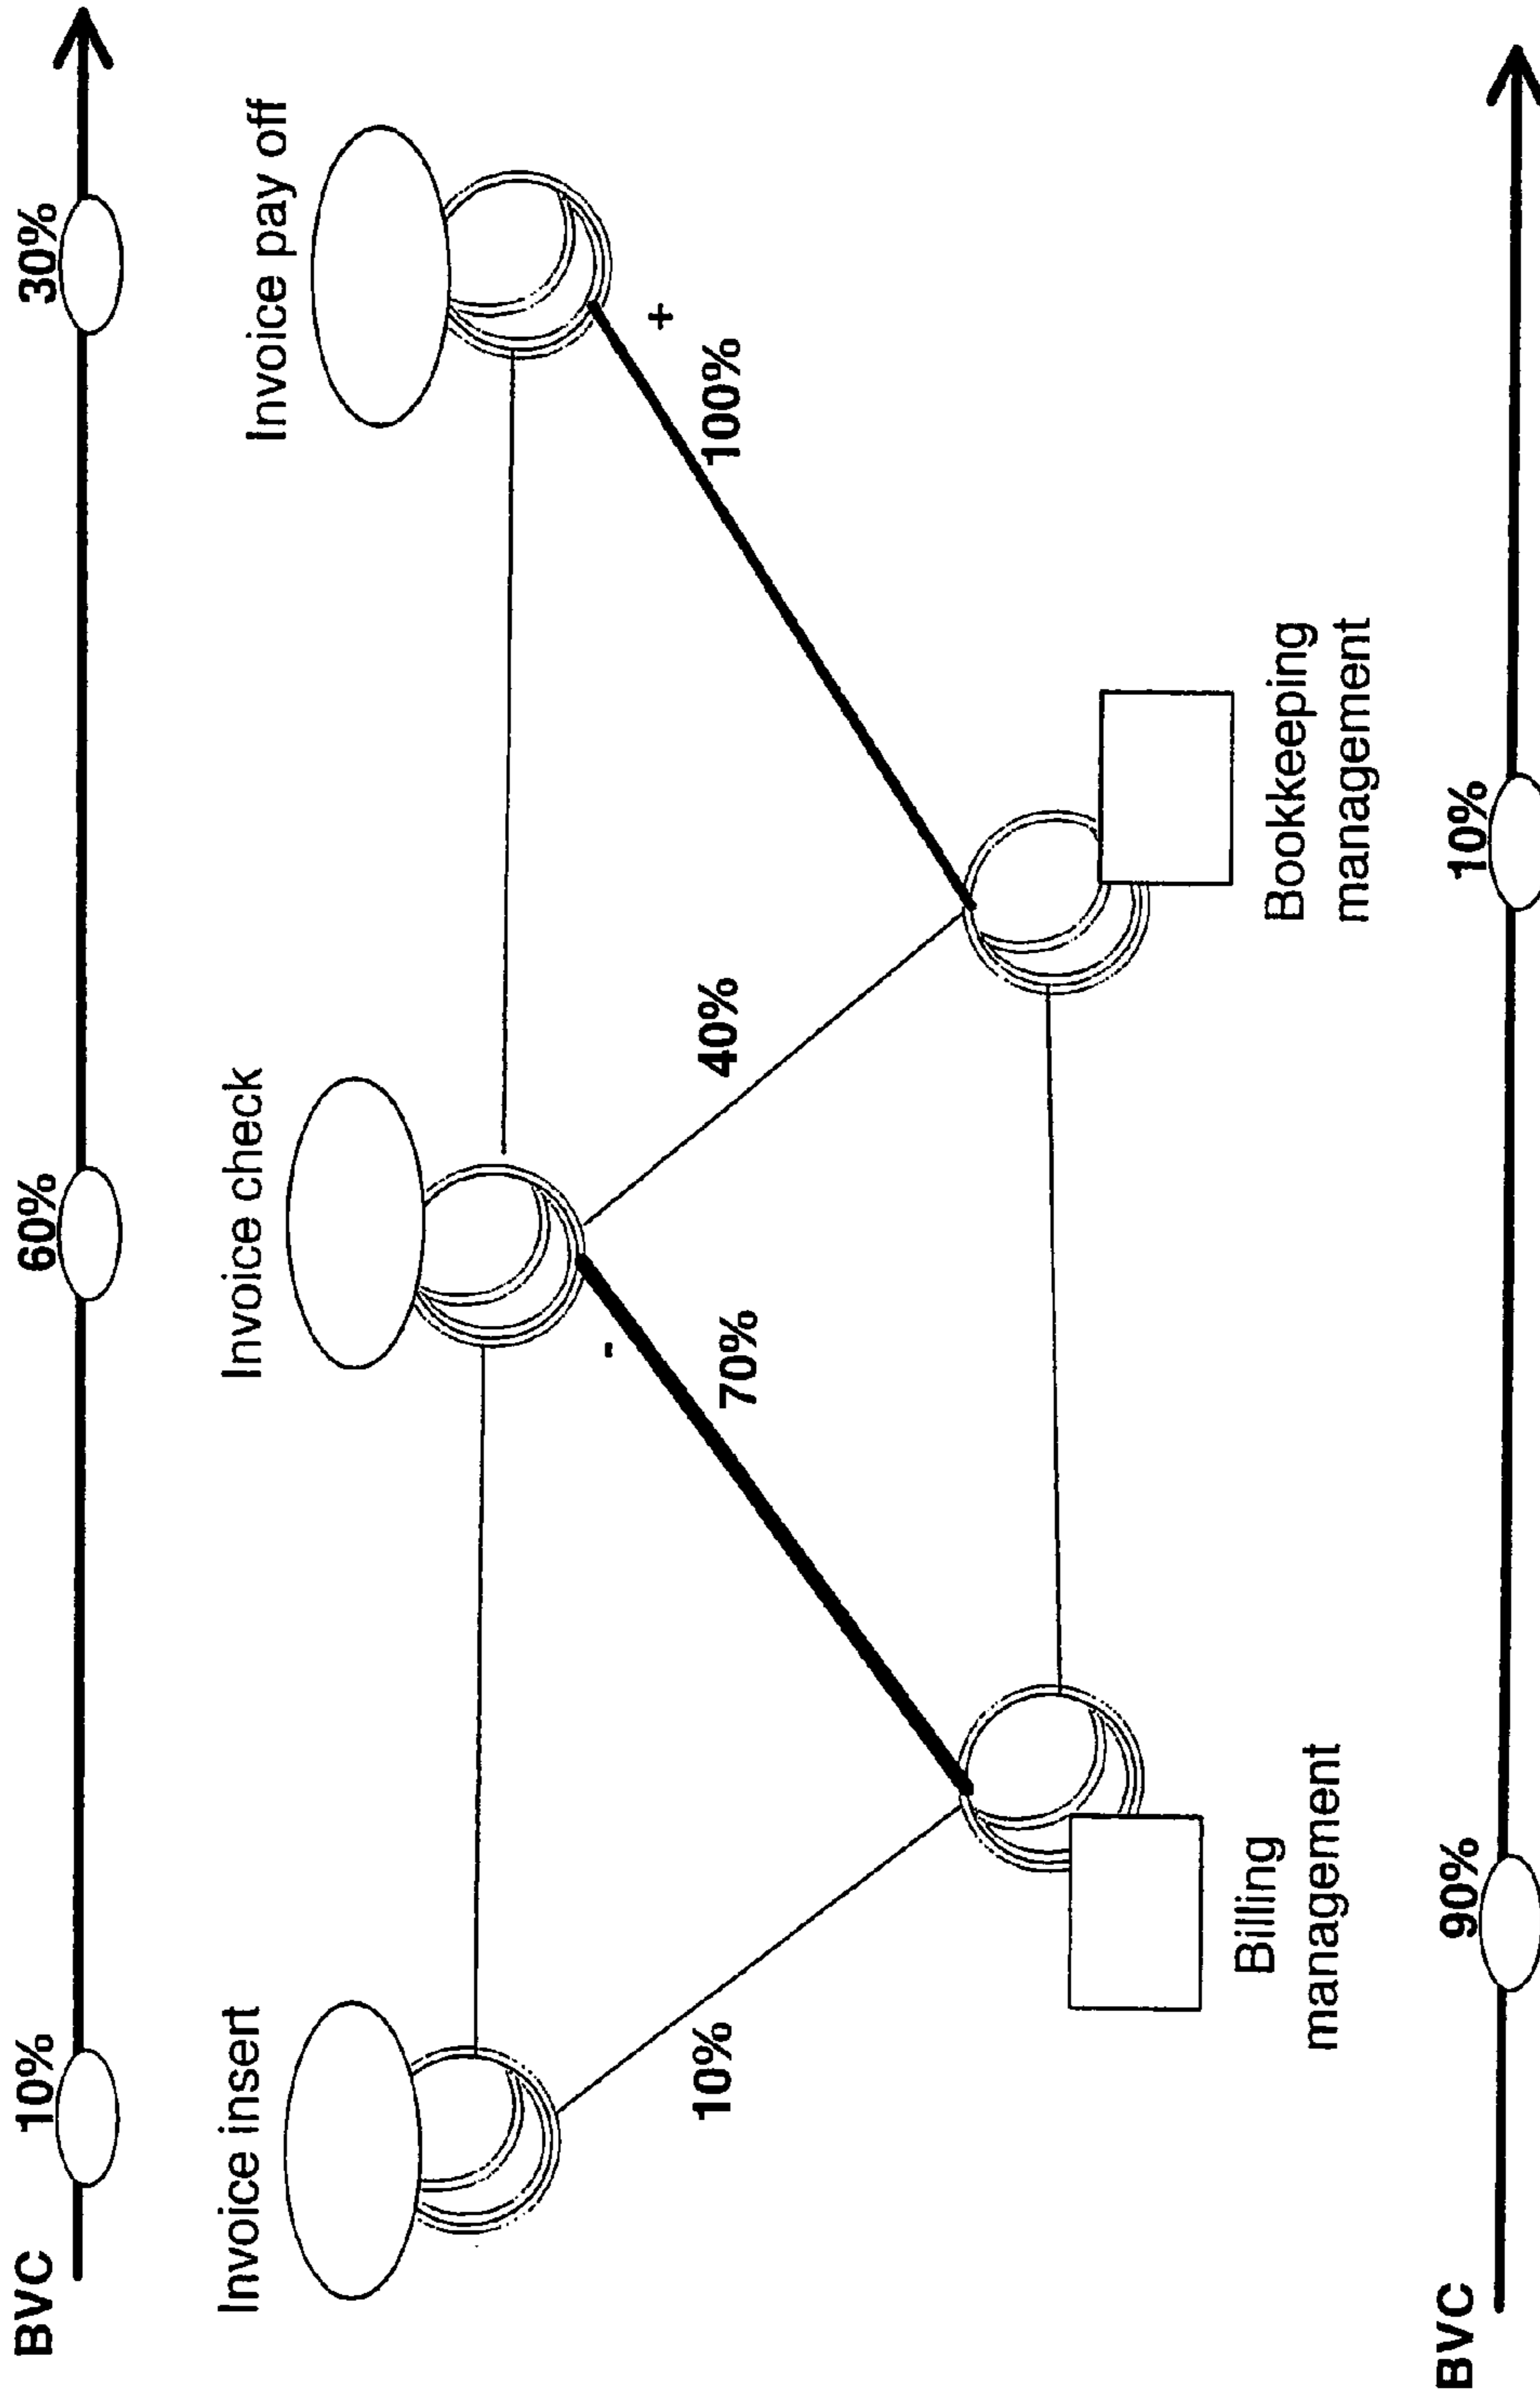 BVC
10%
60%
30%
Invoice insert
Invoice check
Invoice pay off
-
+
10%
70%
40%
100%
Billing
management
Bookkeeping
management
BVC
90%
10%